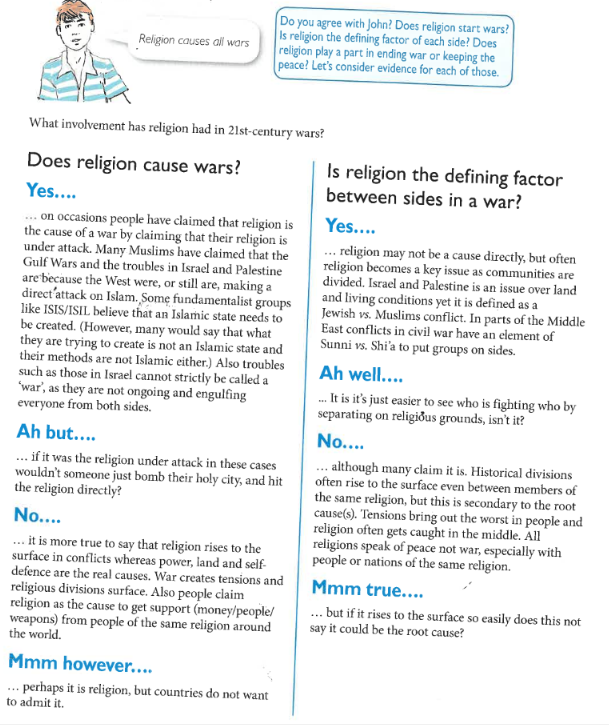 Religion causes all wars
Do you agree with John? Does religion start wars?
Is religion the defining factor of each side? Does
religion play a part in ending war or keeping the
peace? Let's consider evidence for each of those.
What involvement has religion had in 21st-century wars?
Does religion cause wars?
Yes….
… on occasions people have claimed that religion is
the cause of a war by claiming that their religion is
under attack. Many Muslims have claimed that the
Gulf Wars and the troubles in Israel and Palestine
are because the West were, or still are, making a
direct attack on Islam. Some fundamentalist groups
like ISIS/ISIL believe that an Islamic state needs to
be created. (However, many would say that what
they are trying to create is not an Islamic state and
their methods are not Islamic either.) Also troubles
such as those in Israel cannot strictly be called a
'war', as they are not ongoing and engulfing
everyone from both sides.
Ah but….
… if it was the religion under attack in these cases
wouldn't someone just bomb their holy city, and hit
the religion directly?
No….
… it is more true to say that religion rises to the
surface in conflicts whereas power, land and self-
defence are the real causes. War creates tensions and
religious divisions surface. Also people claim
religion as the cause to get support (money/people/
weapons) from people of the same religion around
the world.
Mmm however….
… perhaps it is religion, but countries do not want
to admit it.
Is religion the defining factor
between sides in a war?
Yes….
… religion may not be a cause directly, but often
religion becomes a key issue as communities are
divided. Israel and Palestine is an issue over land
and living conditions yet it is defined as a
Jewish vs. Muslims conflict. In parts of the Middle
East conflicts in civil war have an element of
Sunni vs. Shi'a to put groups on sides.
Ah well….
... It is it's just easier to see who is fighting who by
separating on religious grounds, isn't it?
No….
… although many claim it is. Historical divisions
often rise to the surface even between members of
the same religion, but this is secondary to the root
cause(s). Tensions bring out the worst in people and
religion often gets caught in the middle. All
religions speak of peace not war, especially with
people or nations of the same religion.
Mmm true….
… but if it rises to the surface so easily does this not
say it could be the root cause?